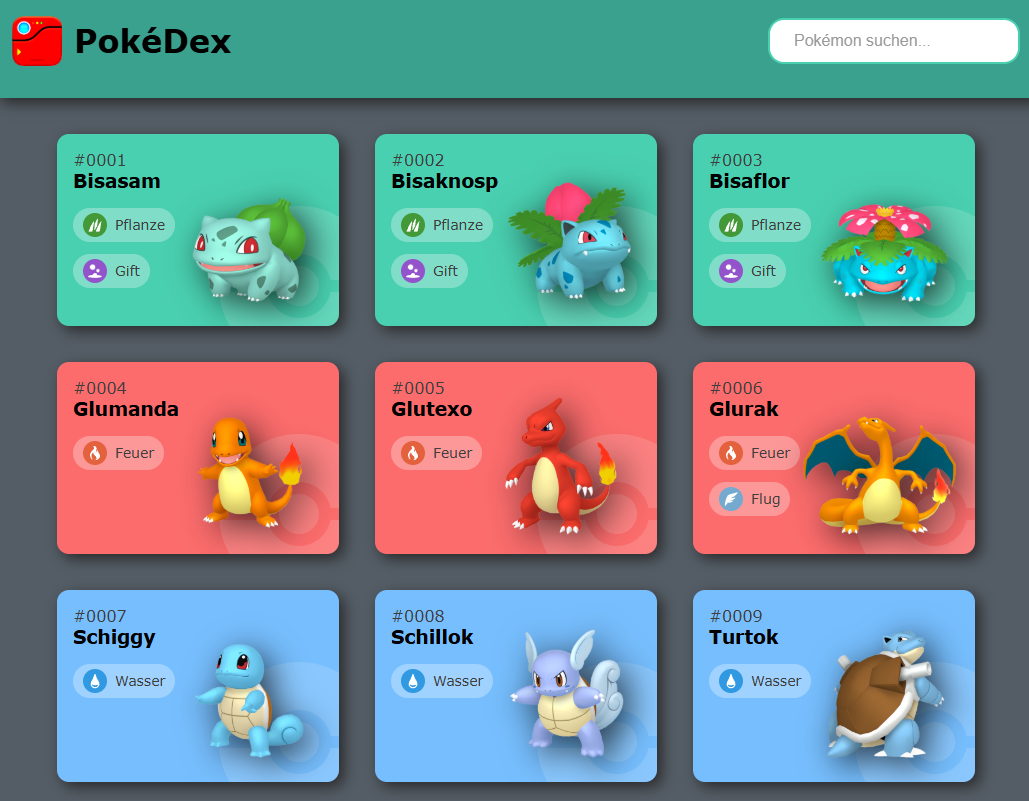 PokéDex
Pokémon suchen...
#0001
Bisasam
Pflanze
Gift
#0002
Bisaknosp
Pflanze
Gift
#0003
Bisaflor
Pflanze
Gift
#0004
Glumanda
Feuer
#0005
Glutexo
Feuer
#0006
Glurak
Feuer
Flug
#0007
Schiggy
Wasser
#0008
Schillok
Wasser
#0009
Turtok
Wasser